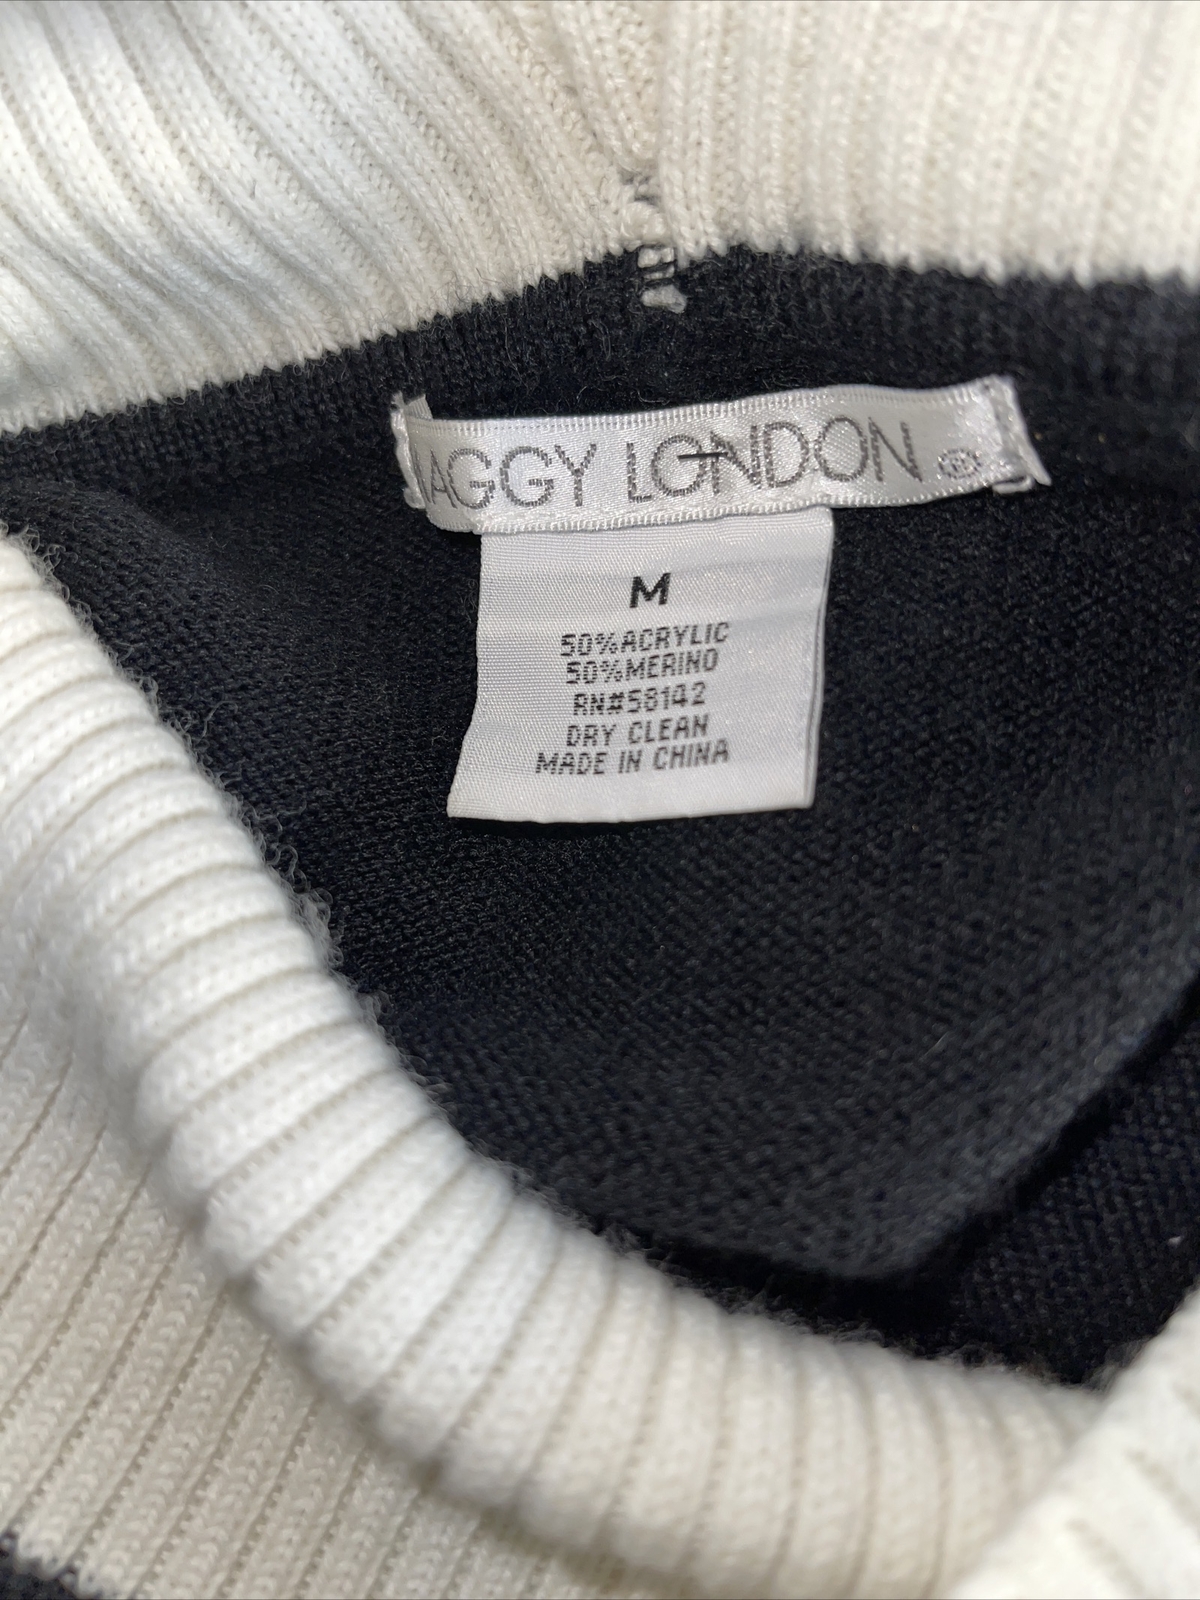 AGGY LONDON ®
M
50%ACRYLIC
50%MERINO
RN#58142
DRY CLEAN
MADE IN CHINA